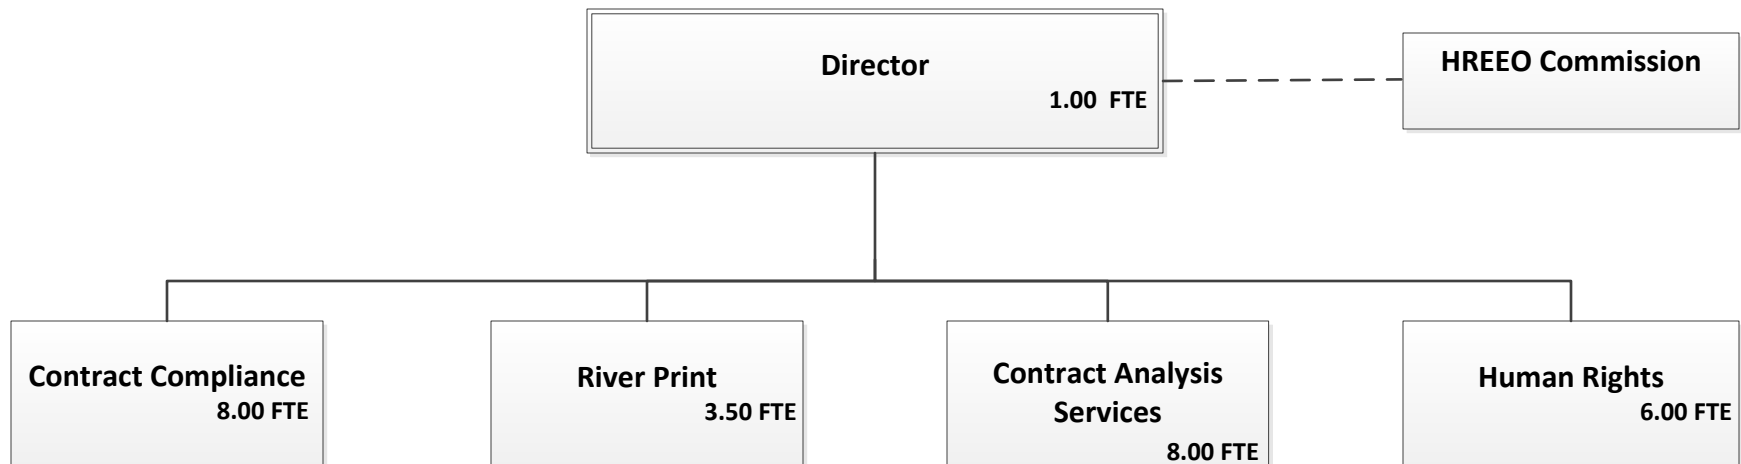 Director
1.00 FTE
HREEO Commission
Contract Compliance
8.00 FTE
River Print
3.50 FTE
Contract Analysis
Services
8.00 FTE
Human Rights
6.00 FTE